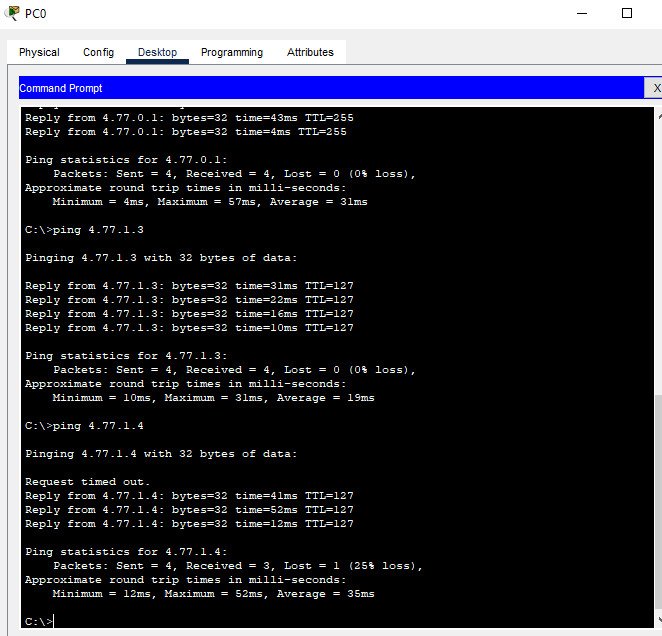 PC0
Physical Config Desktop Programming Attributes
Command Prompt
X
Reply from 4.77.0.1: bytes=32 time=43ms TTL=255
Reply from 4.77.0.1: bytes=32 time=4ms TTL=255
Ping statistics for 4.77.0.1:
    Packets: Sent = 4, Received = 4, Lost = 0 (0% loss),
Approximate round trip times in milli-seconds:
    Minimum = 4ms, Maximum = 57ms, Average = 31ms
C:\>ping 4.77.1.3
Pinging 4.77.1.3 with 32 bytes of data:
Reply from 4.77.1.3: bytes=32 time=31ms TTL=127
Reply from 4.77.1.3: bytes=32 time=22ms TTL=127
Reply from 4.77.1.3: bytes=32 time=16ms TTL=127
Reply from 4.77.1.3: bytes=32 time=10ms TTL=127
Ping statistics for 4.77.1.3:
    Packets: Sent = 4, Received = 4, Lost = 0 (0% loss),
Approximate round trip times in milli-seconds:
    Minimum = 10ms, Maximum = 31ms, Average = 19ms
C:\>ping 4.77.1.4
Pinging 4.77.1.4 with 32 bytes of data:
Request timed out.
Reply from 4.77.1.4: bytes=32 time=41ms TTL=127
Reply from 4.77.1.4: bytes=32 time=52ms TTL=127
Reply from 4.77.1.4: bytes=32 time=12ms TTL=127
Ping statistics for 4.77.1.4:
    Packets: Sent = 4, Received = 3, Lost = 1 (25% loss),
Approximate round trip times in milli-seconds:
    Minimum = 12ms, Maximum = 52ms, Average = 35ms
C:\>